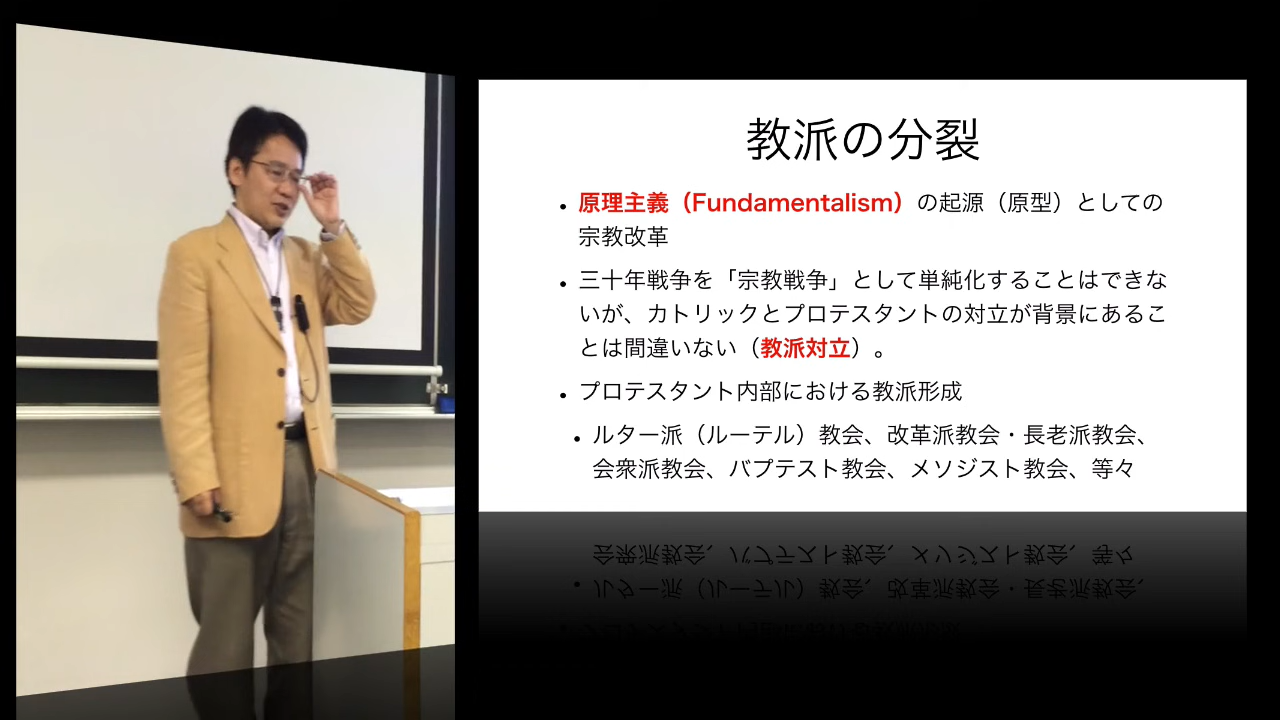 教派の分裂
• 原理主義（Fundamentalism）の起源（原型）としての
宗教改革
• 三十年戦争を「宗教戦争」として単純化することはできな
いが、カトリックとプロテスタントの対立が背景にあるこ
とは間違いない（教派対立）。
• プロテスタント内部における教派形成
• ルター派（ルーテル）教会、改革派教会・長老派教会、
会衆派教会、バプテスト教会、メソジスト教会、等々